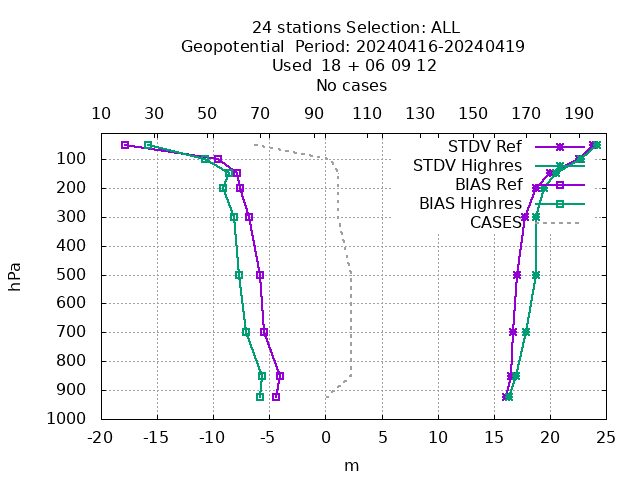 24 stations Selection: ALL
Geopotential  Period: 20240416-20240419
Used  18 + 06 09 12
No cases
10 30 50 70 90 110 130 150 170 190
STDV Ref
STDV Highres
BIAS Ref
BIAS Highres
CASES
hPa
100
200
300
400
500
600
700
800
900
1000
-20 -15 -10 -5 0 5 10 15 20 25
m